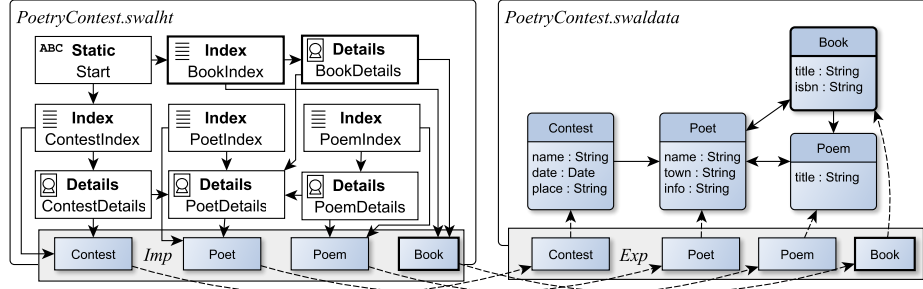 PoetryContest.swalht
ABC Static
Start
Index
BookIndex
Details
BookDetails
Index
ContestIndex
Index
PoetIndex
Index
PoemIndex
Details
ContestDetails
Details
PoetDetails
Details
PoemDetails
Contest
Imp
Poet
Poem
Book
PoetryContest.swaldata
Book
title : String
isbn : String
Contest
name : String
date : Date
place : String
Poet
name : String
town : String
info : String
Poem
title : String
Contest
Exp
Poet
Poem
Book